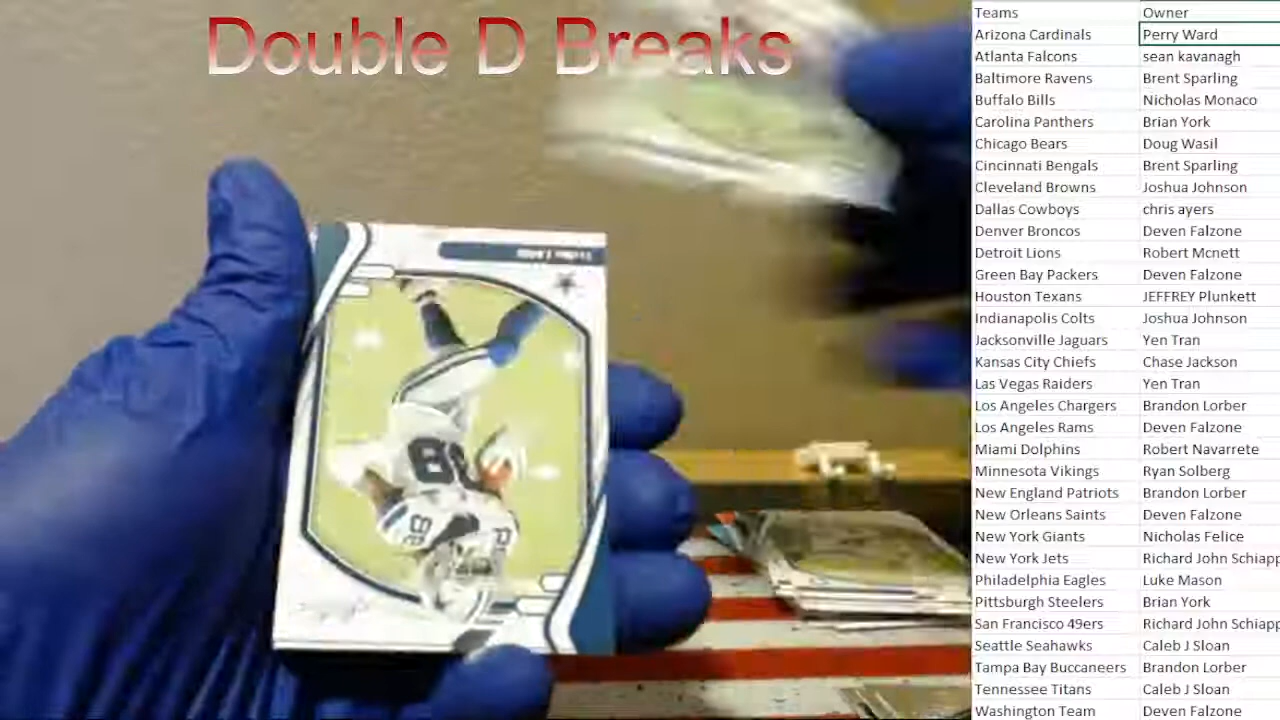 Double D Breaks
Teams Owner
Arizona Cardinals Perry Ward
Atlanta Falcons sean kavanagh
Baltimore Ravens Brent Sparling
Buffalo Bills Nicholas Monaco
Carolina Panthers Brian York
Chicago Bears Doug Wasil
Cincinnati Bengals Brent Sparling
Cleveland Browns Joshua Johnson
Dallas Cowboys chris ayers
Denver Broncos Deven Falzone
Detroit Lions Robert Mcnett
Green Bay Packers Deven Falzone
Houston Texans JEFFREY Plunkett
Indianapolis Colts Joshua Johnson
Jacksonville Jaguars Yen Tran
Kansas City Chiefs Chase Jackson
Las Vegas Raiders Yen Tran
Los Angeles Chargers Brandon Lorber
Los Angeles Rams Deven Falzone
Miami Dolphins Robert Navarrete
Minnesota Vikings Ryan Solberg
New England Patriots Brandon Lorber
New Orleans Saints Deven Falzone
New York Giants Nicholas Felice
New York Jets Richard John Schiapp
Philadelphia Eagles Luke Mason
Pittsburgh Steelers Brian York
San Francisco 49ers Richard John Schiapp
Seattle Seahawks Caleb J Sloan
Tampa Bay Buccaneers Brandon Lorber
Tennessee Titans Caleb J Sloan
Washington Team Deven Falzone